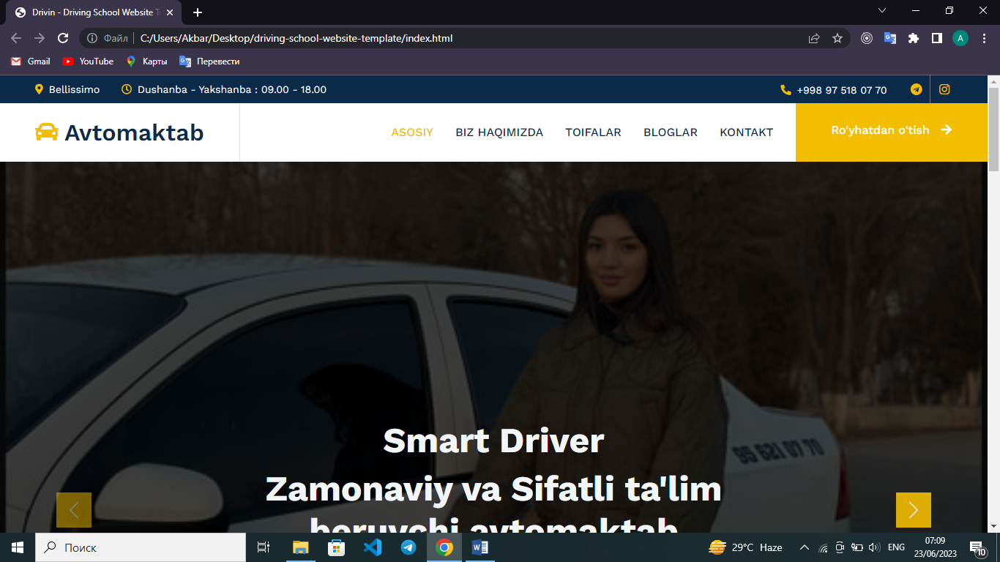 Drivin - Driving School Website T
Файл
C:/Users/Akbar/Desktop/driving-school-website-template/index.html
A
Gmail
YouTube
Карты
Перевести
Bellissimo
Dushanba - Yakshanba : 09.00 - 18.00
+998 97 518 07 70
Avtomaktab
ASOSIY
BIZ HAQIMIZDA
TOIFALAR
BLOGLAR
KONTAKT
Ro'yhatdan o'tish
95 621 07 70
Smart Driver
Zamonaviy va Sifatli ta'lim
beruvchi avtomaktab
Поиск
29°C Haze
ENG
07:09
23/06/2023
10